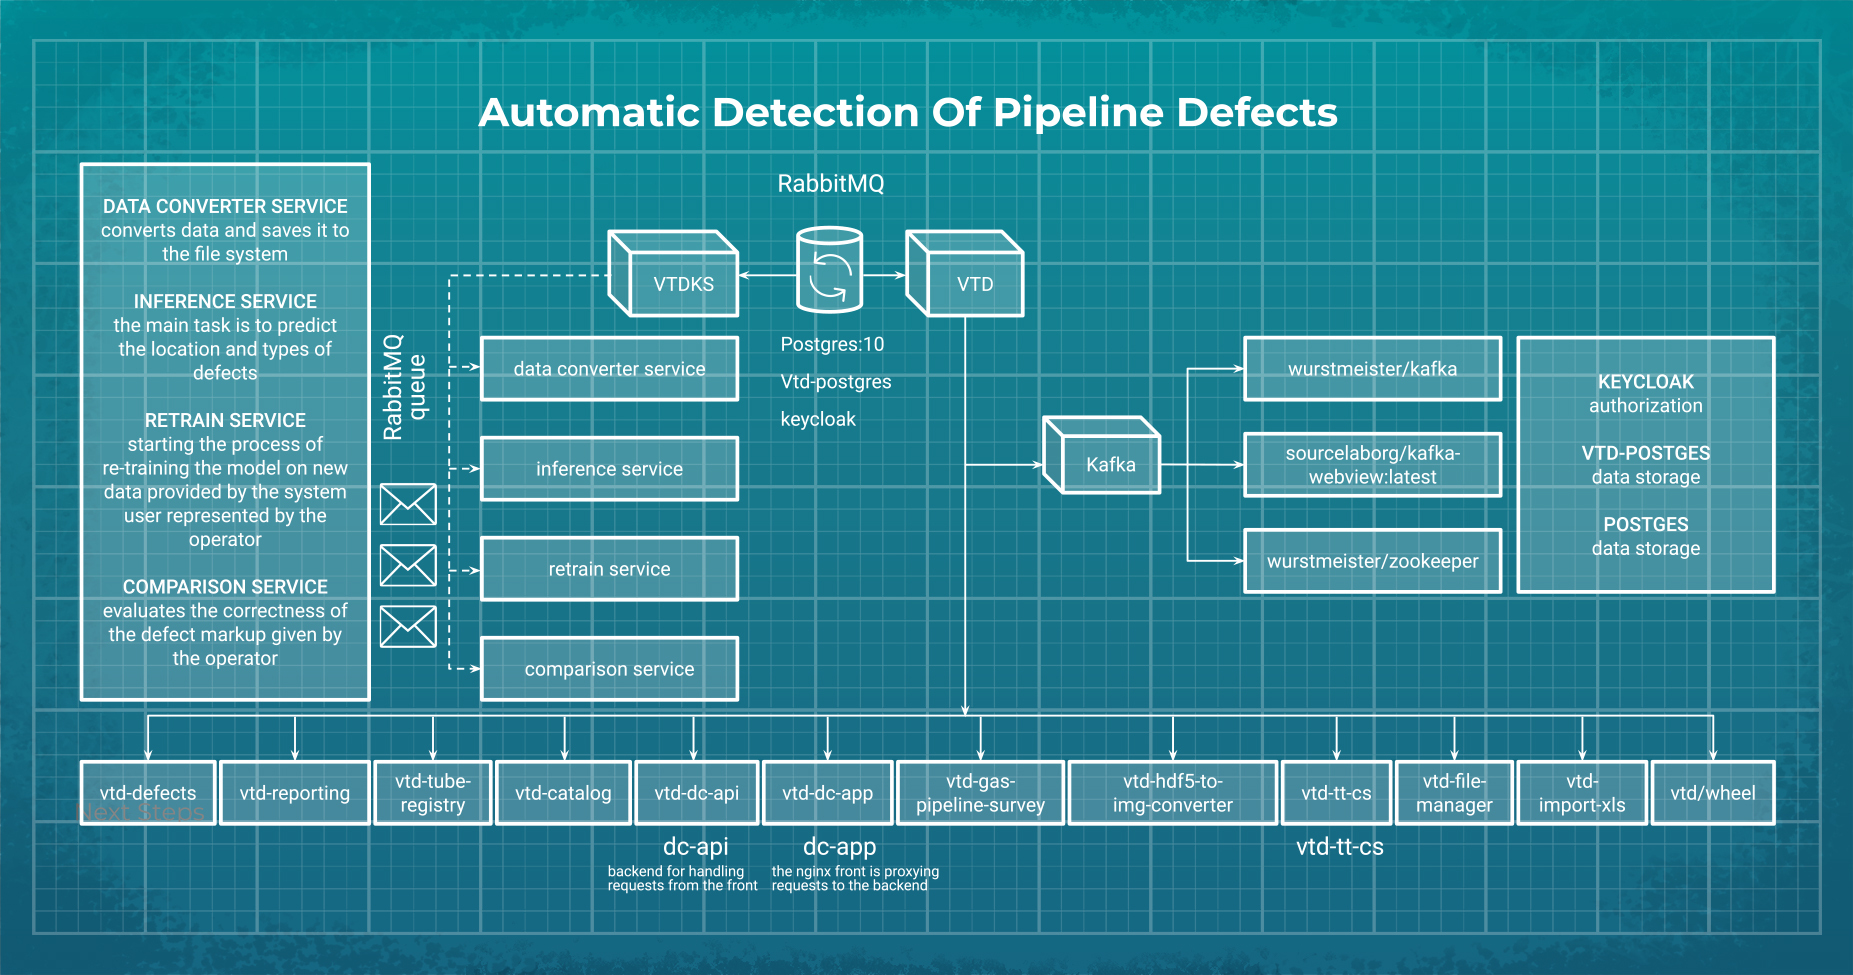 Automatic Detection Of Pipeline Defects
DATA CONVERTER SERVICE
converts data and saves it to
the file system
INFERENCE SERVICE
the main task is to predict
the location and types of
defects
RETRAIN SERVICE
starting the process of
re-training the model on new
data provided by the system
user represented by the
operator
COMPARISON SERVICE
evaluates the correctness of
the defect markup given by
the operator
RabbitMQ
queue
RabbitMQ
VTDKS
VTD
Postgres:10
Vtd-postgres
keycloak
data converter service
inference service
retrain service
comparison service
Kafka
wurstmeister/kafka
sourcelaborg/kafka-
webview:latest
wurstmeister/zookeeper
KEYCLOAK
authorization
VTD-POSTGES
data storage
POSTGES
data storage
vtd-defects
Next Steps
vtd-reporting
vtd-tube-
registry
vtd-catalog
vtd-dc-api
vtd-dc-app
vtd-gas-
pipeline-survey
vtd-hdf5-to-
img-converter
vtd-tt-cs
vtd-file-
manager
vtd-
import-xls
vtd/wheel
dc-api
backend for handling
requests from the front
dc-app
the nginx front is proxying
requests to the backend
vtd-tt-cs